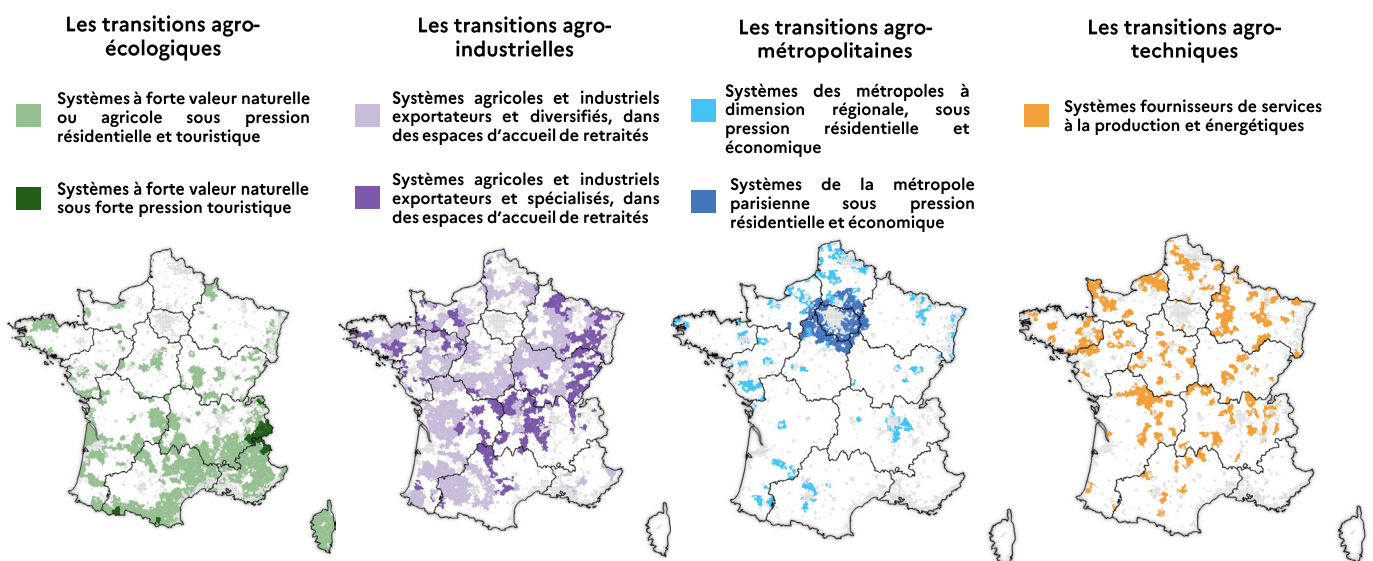 Les transitions agro-
écologiques
Systèmes à forte valeur naturelle
ou agricole sous pression
résidentielle et touristique
Systèmes à forte valeur naturelle
sous forte pression touristique
Les transitions agro-
industrielles
Systèmes agricoles et industriels
exportateurs et diversifiés, dans
des espaces d'accueil de retraités
Systèmes agricoles et industriels
exportateurs et spécialisés, dans
des espaces d'accueil de retraités
Les transitions agro-
métropolitaines
Systèmes des métropoles à
dimension régionale, sous
pression résidentielle et
économique
Systèmes de la métropole
parisienne sous pression
résidentielle et économique
Les transitions agro-
techniques
Systèmes fournisseurs de services
à la production et énergétiques